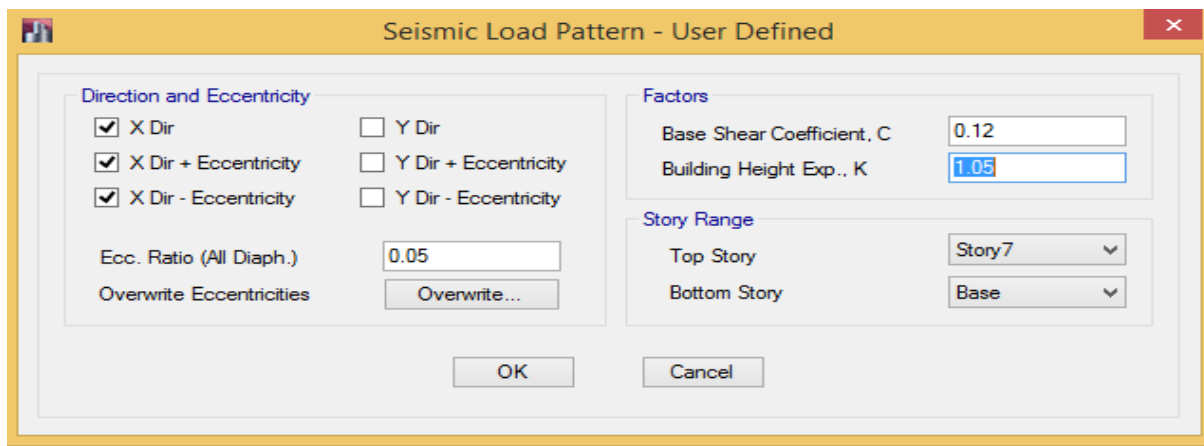 Seismic Load Pattern - User Defined
Direction and Eccentricity
X Dir
Y Dir
X Dir + Eccentricity
Y Dir + Eccentricity
X Dir - Eccentricity
Y Dir - Eccentricity
Ecc. Ratio (All Diaph.)
0.05
Overwrite Eccentricities
Overwrite...
Factors
Base Shear Coefficient, C
0.12
Building Height Exp., K
1.05
Story Range
Top Story
Story7
Bottom Story
Base
OK
Cancel